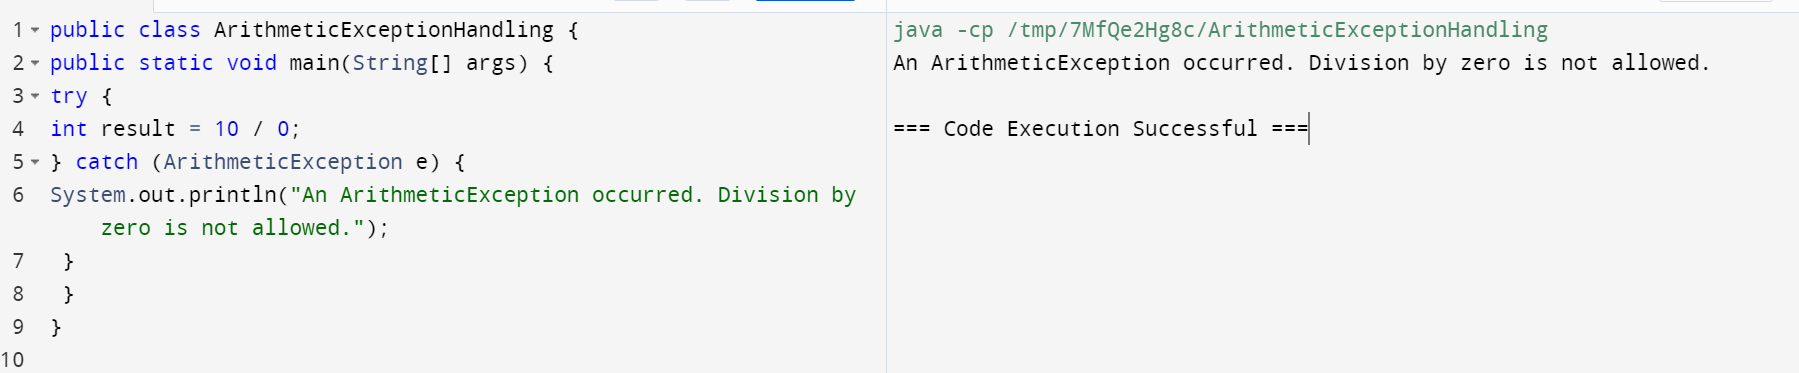 1 public class ArithmeticExceptionHandling {
2 public static void main(String[] args) {
3 try {
4 int result = 10 / 0;
5 } catch (ArithmeticException e) {
6 System.out.println("An ArithmeticException occurred. Division by
zero is not allowed.");
7 }
8 }
9 }
10
java -cp /tmp/7MfQe2Hg8c/ArithmeticExceptionHandling
An ArithmeticException occurred. Division by zero is not allowed.
=== Code Execution Successful ===